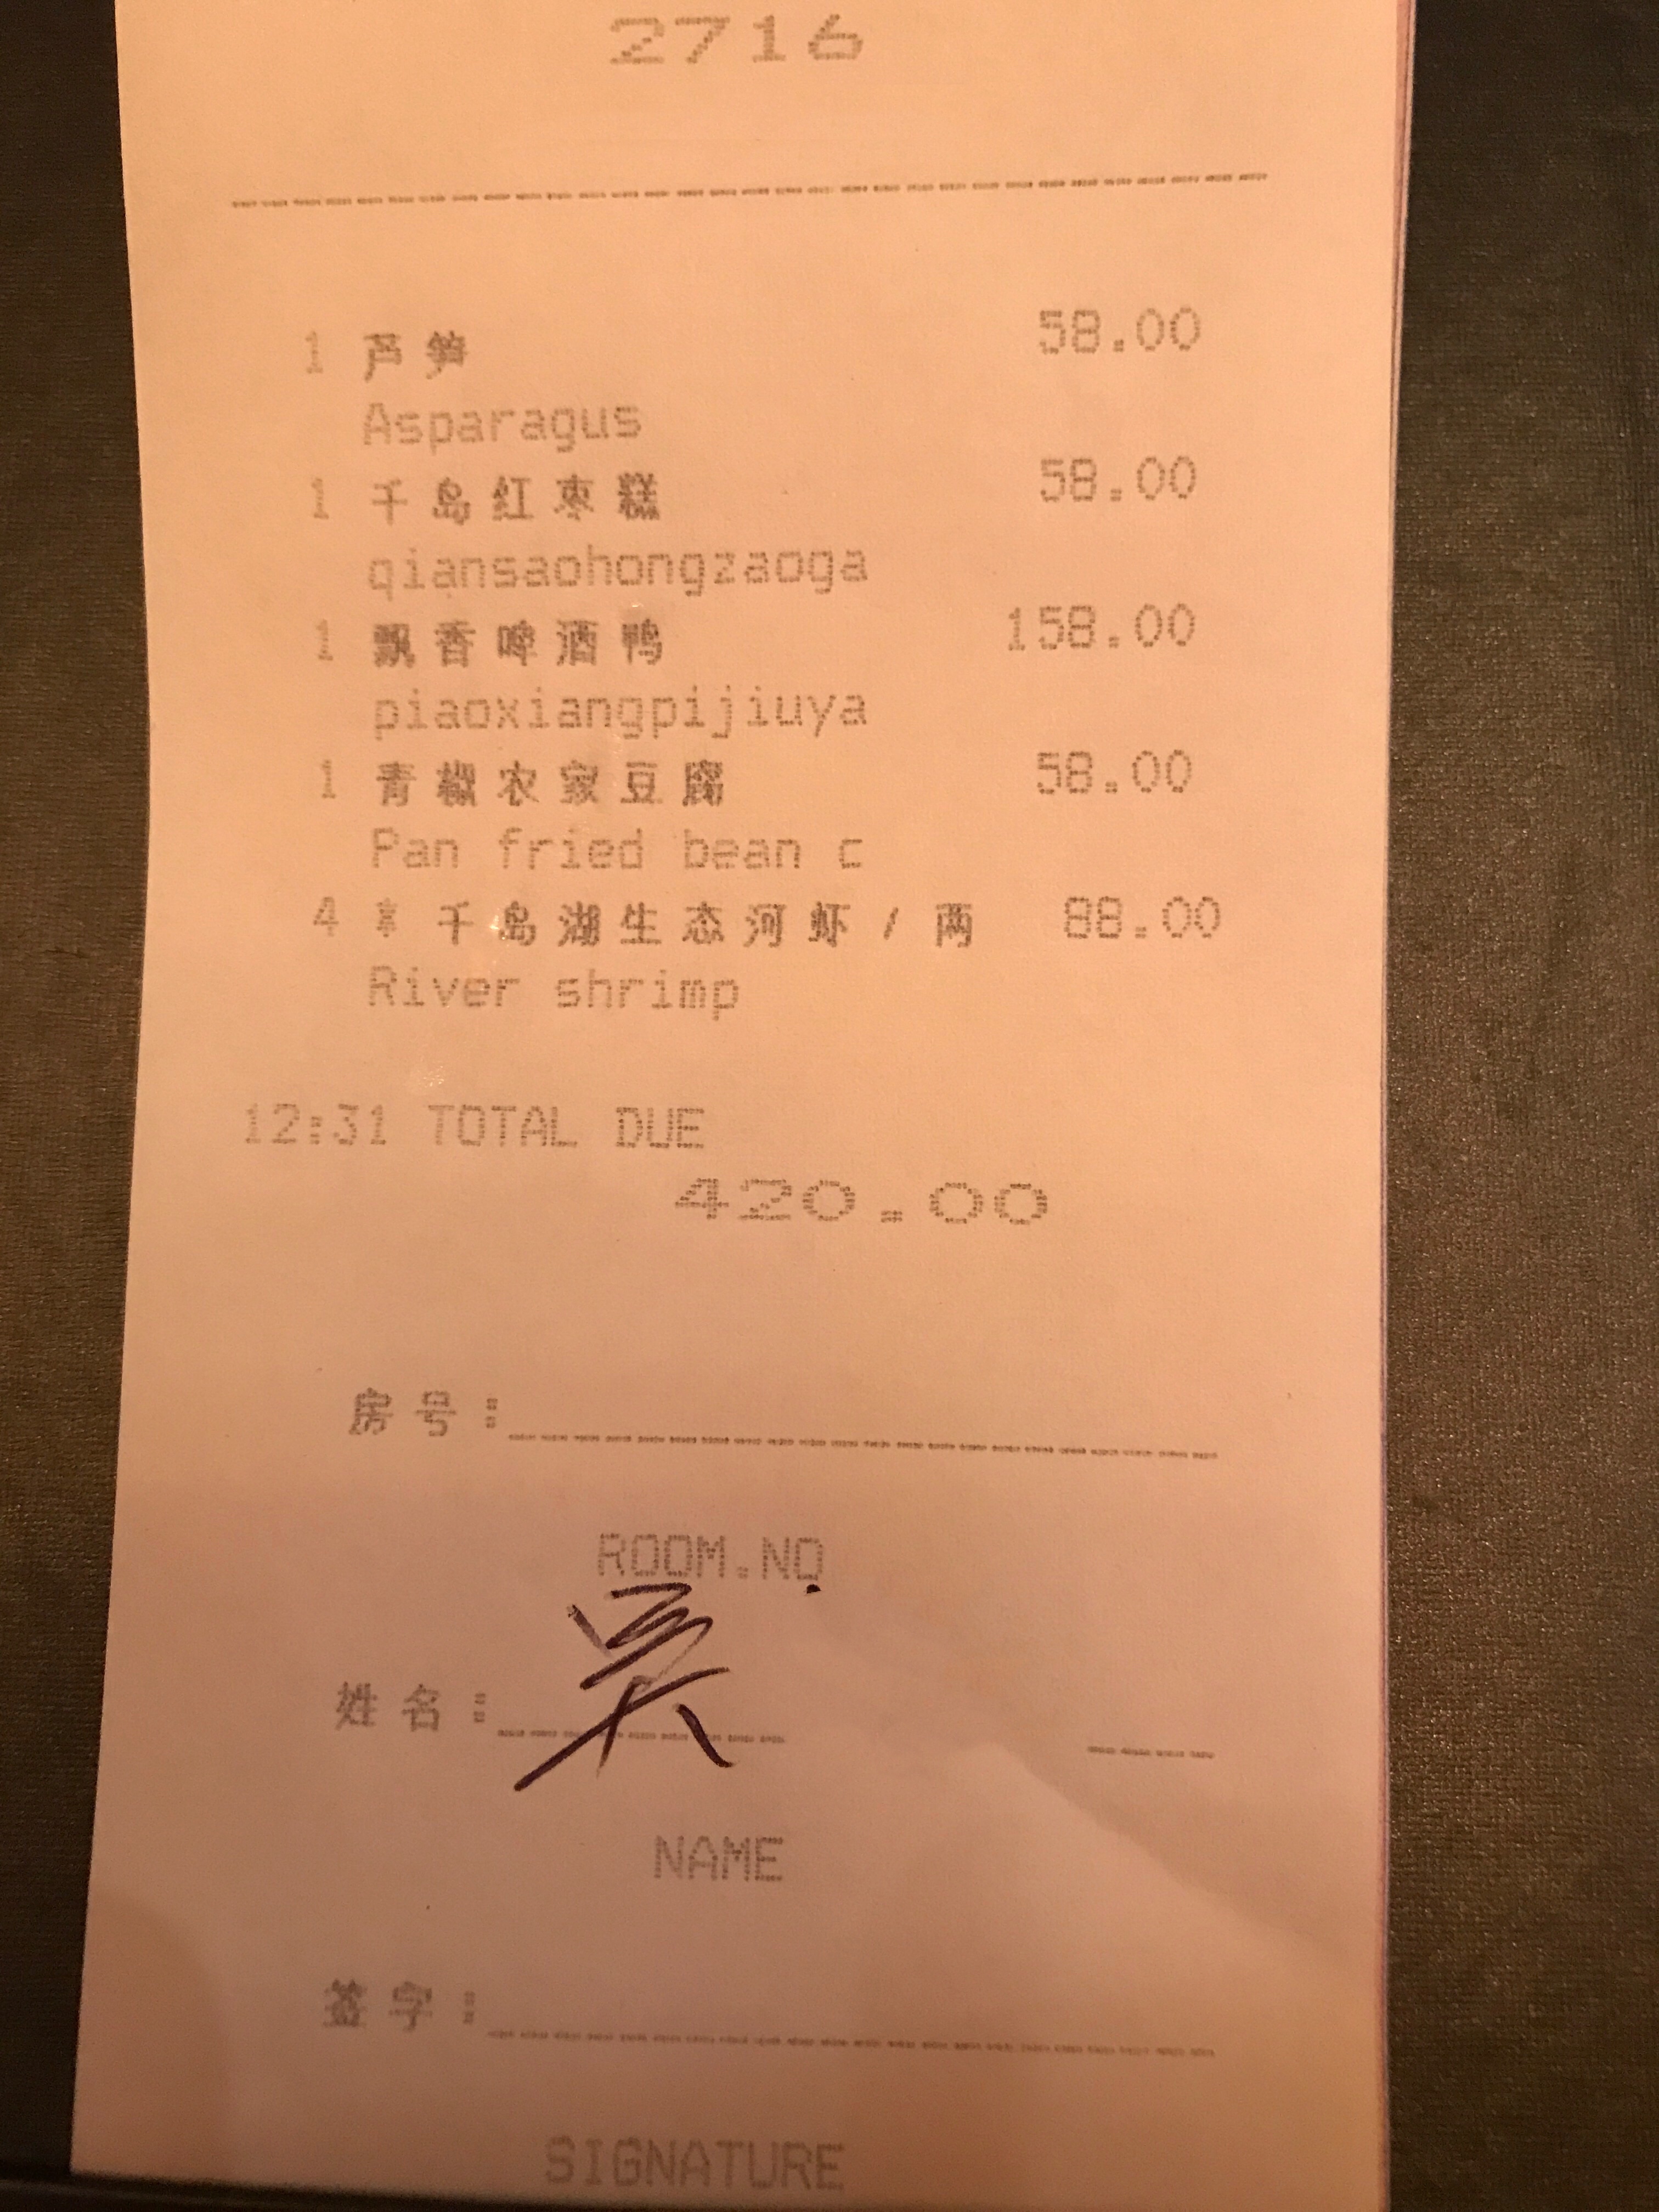 2716
1 芦笋 58.00
Asparagus
1 千岛红枣糕 58.00
qiansaohongzaoga
1 飘香啤酒鸭 158.00
piaoxiangpijiuya
1 青椒农家豆腐 58.00
Pan fried bean c
4 * 千岛湖生态河虾/两 88.00
River shrimp
12:31 TOTAL DUE
420.00
房号:
ROOM.NO
姓名: 吴
NAME
签字:
SIGNATURE